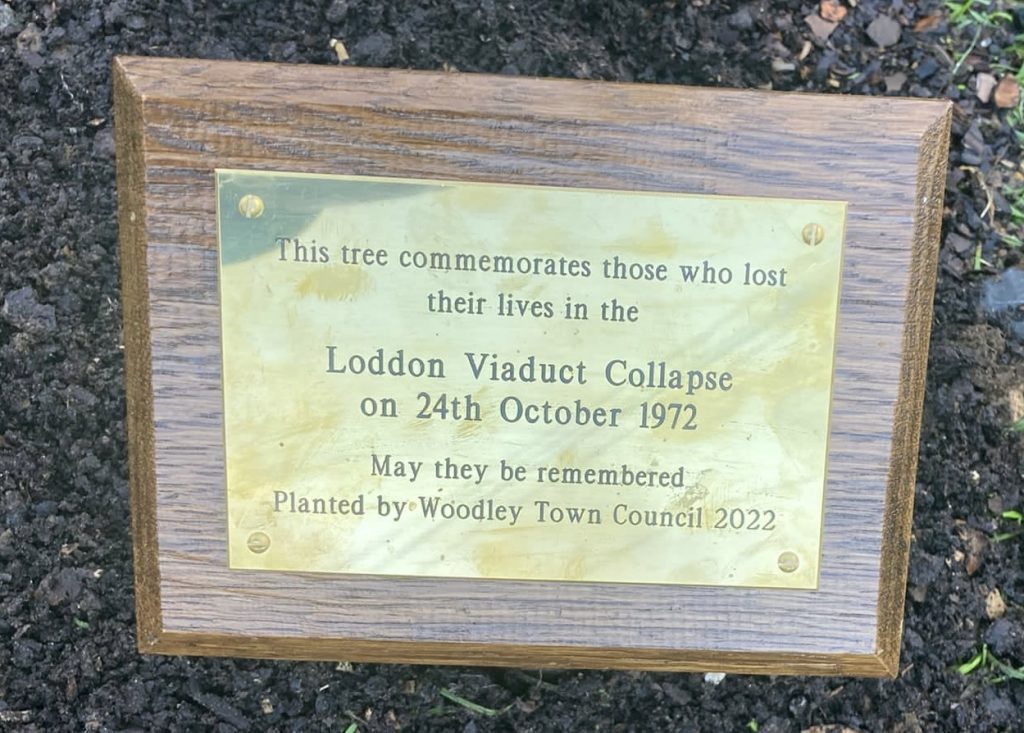 This tree commemorates those who lost
their lives in the
Loddon Viaduct Collapse
on 24th October 1972
May they be remembered
Planted by Woodley Town Council 2022